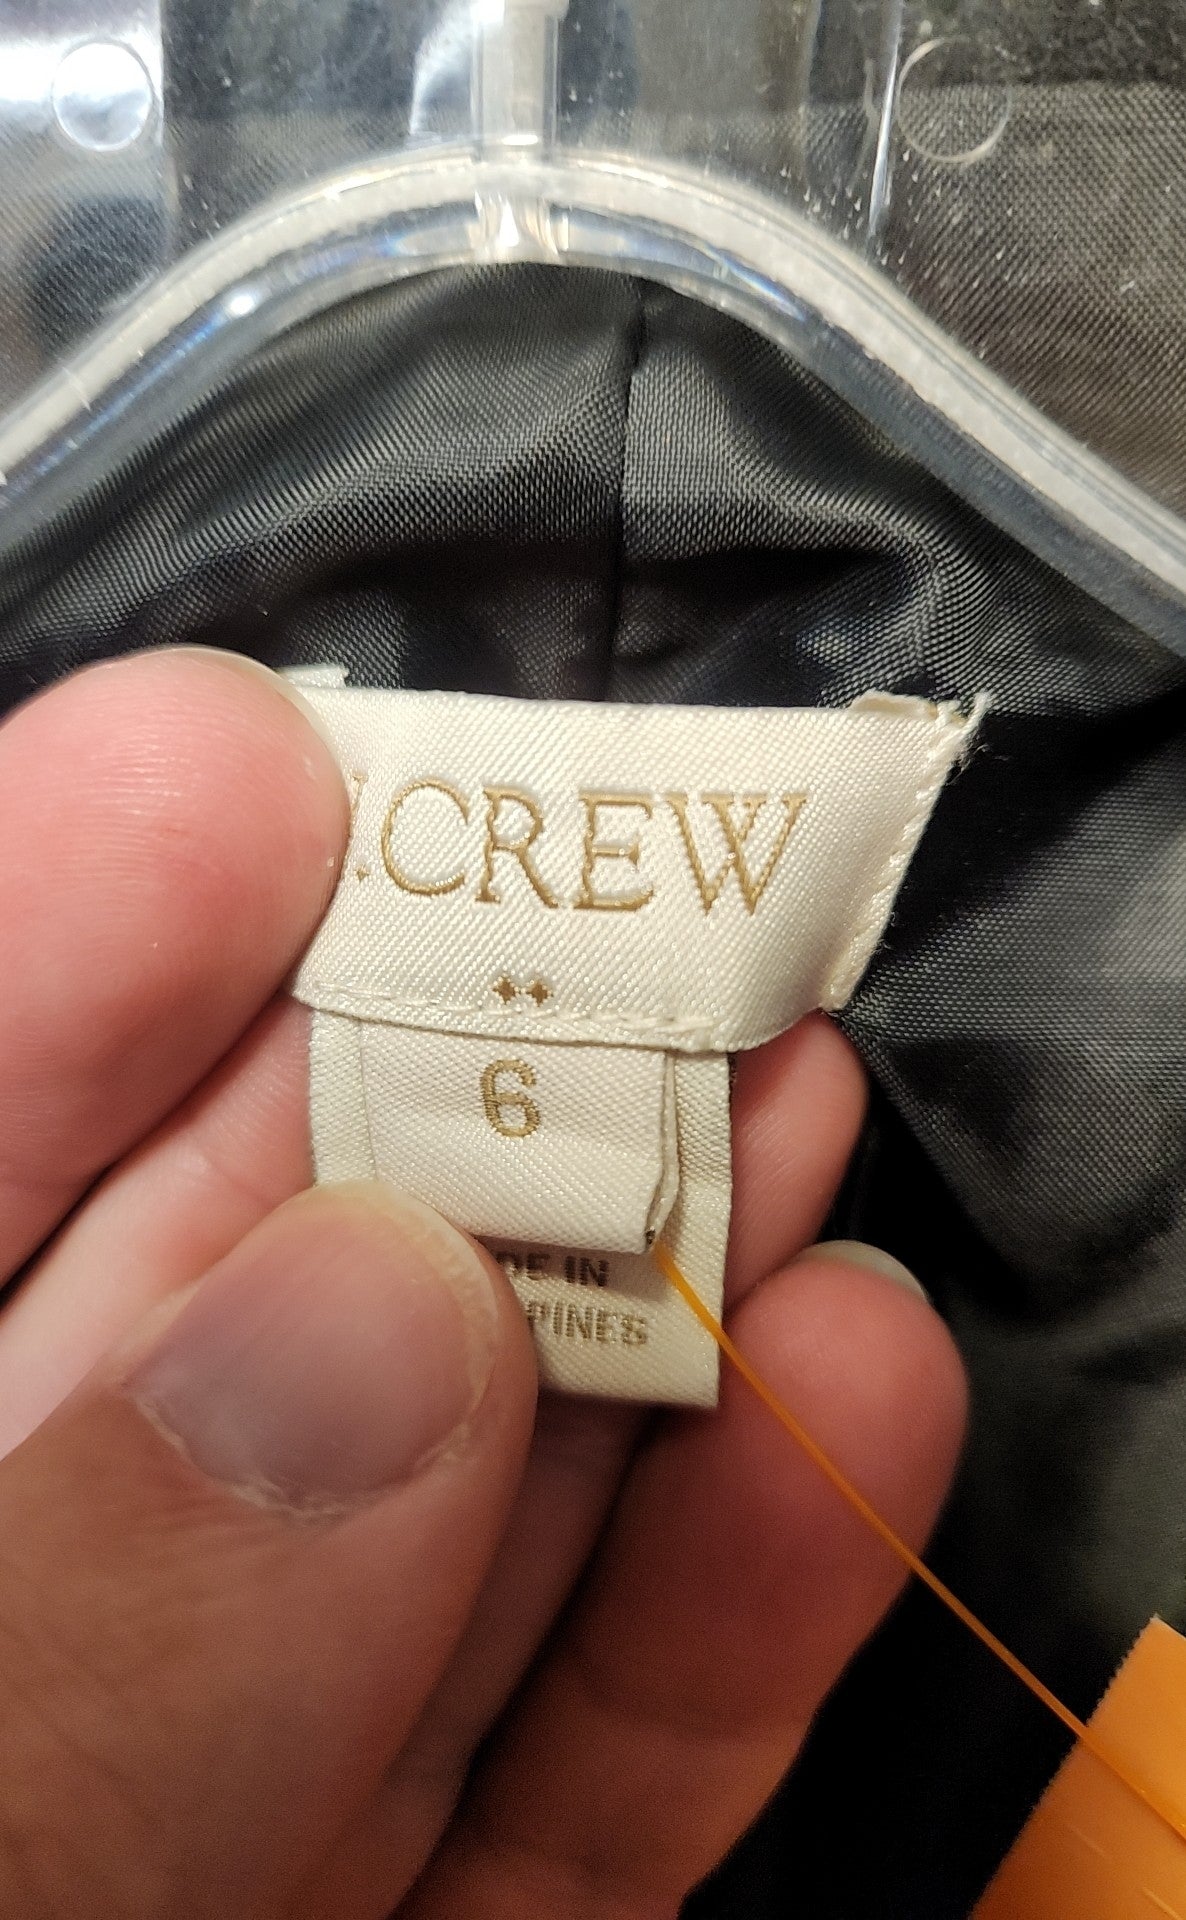 J.CREW
6
DE IN
PINES